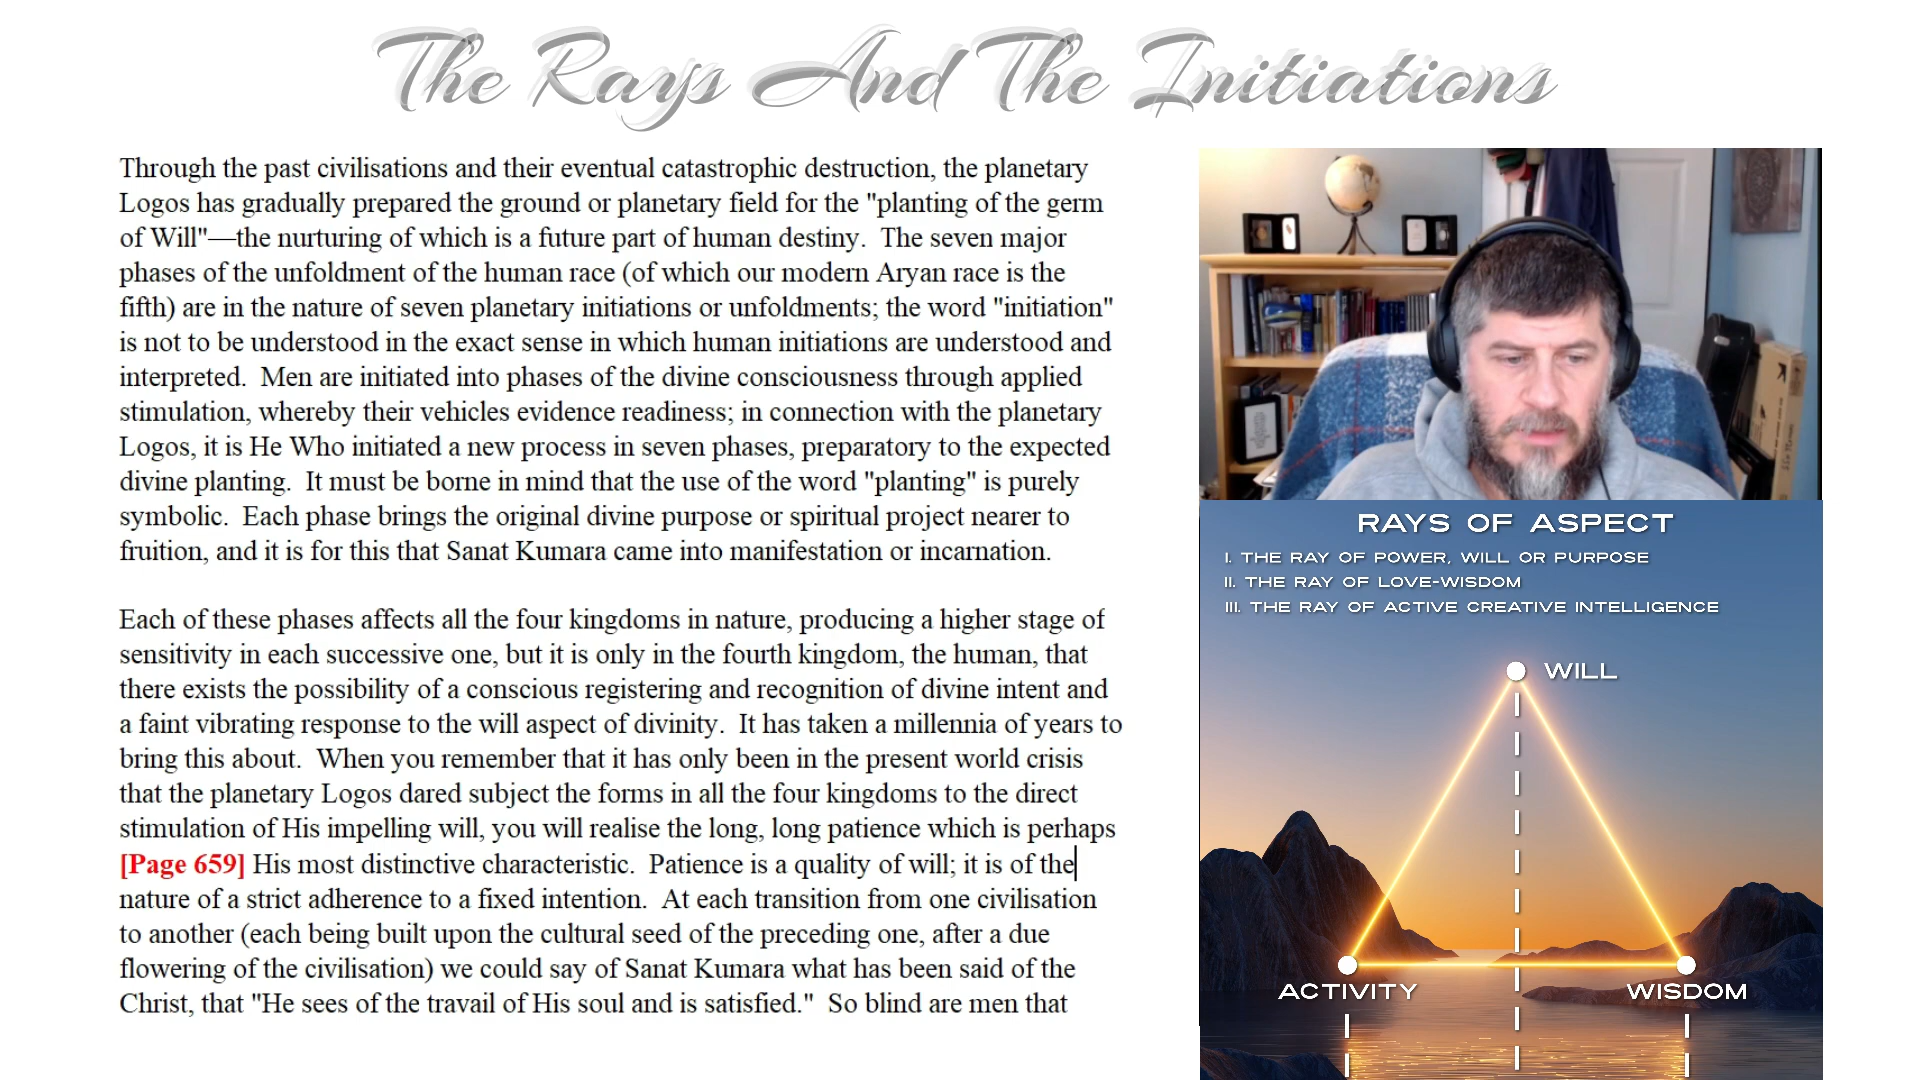 The Rays And The Initiations
Through the past civilisations and their eventual catastrophic destruction, the planetary
Logos has gradually prepared the ground or planetary field for the "planting of the germ
of Will"—the nurturing of which is a future part of human destiny.  The seven major
phases of the unfoldment of the human race (of which our modern Aryan race is the
fifth) are in the nature of seven planetary initiations or unfoldments; the word "initiation"
is not to be understood in the exact sense in which human initiations are understood and
interpreted.  Men are initiated into phases of the divine consciousness through applied
stimulation, whereby their vehicles evidence readiness; in connection with the planetary
Logos, it is He Who initiated a new process in seven phases, preparatory to the expected
divine planting.  It must be borne in mind that the use of the word "planting" is purely
symbolic.  Each phase brings the original divine purpose or spiritual project nearer to
fruition, and it is for this that Sanat Kumara came into manifestation or incarnation.
Each of these phases affects all the four kingdoms in nature, producing a higher stage of
sensitivity in each successive one, but it is only in the fourth kingdom, the human, that
there exists the possibility of a conscious registering and recognition of divine intent and
a faint vibrating response to the will aspect of divinity.  It has taken a millennia of years to
bring this about.  When you remember that it has only been in the present world crisis
that the planetary Logos dared subject the forms in all the four kingdoms to the direct
stimulation of His impelling will, you will realise the long, long patience which is perhaps
[Page 659] His most distinctive characteristic.  Patience is a quality of will; it is of the
nature of a strict adherence to a fixed intention.  At each transition from one civilisation
to another (each being built upon the cultural seed of the preceding one, after a due
flowering of the civilisation) we could say of Sanat Kumara what has been said of the
Christ, that "He sees of the travail of His soul and is satisfied."  So blind are men that
RAYS OF ASPECT
I. THE RAY OF POWER, WILL OR PURPOSE
II. THE RAY OF LOVE-WISDOM
III. THE RAY OF ACTIVE CREATIVE INTELLIGENCE
WILL
ACTIVITY
WISDOM